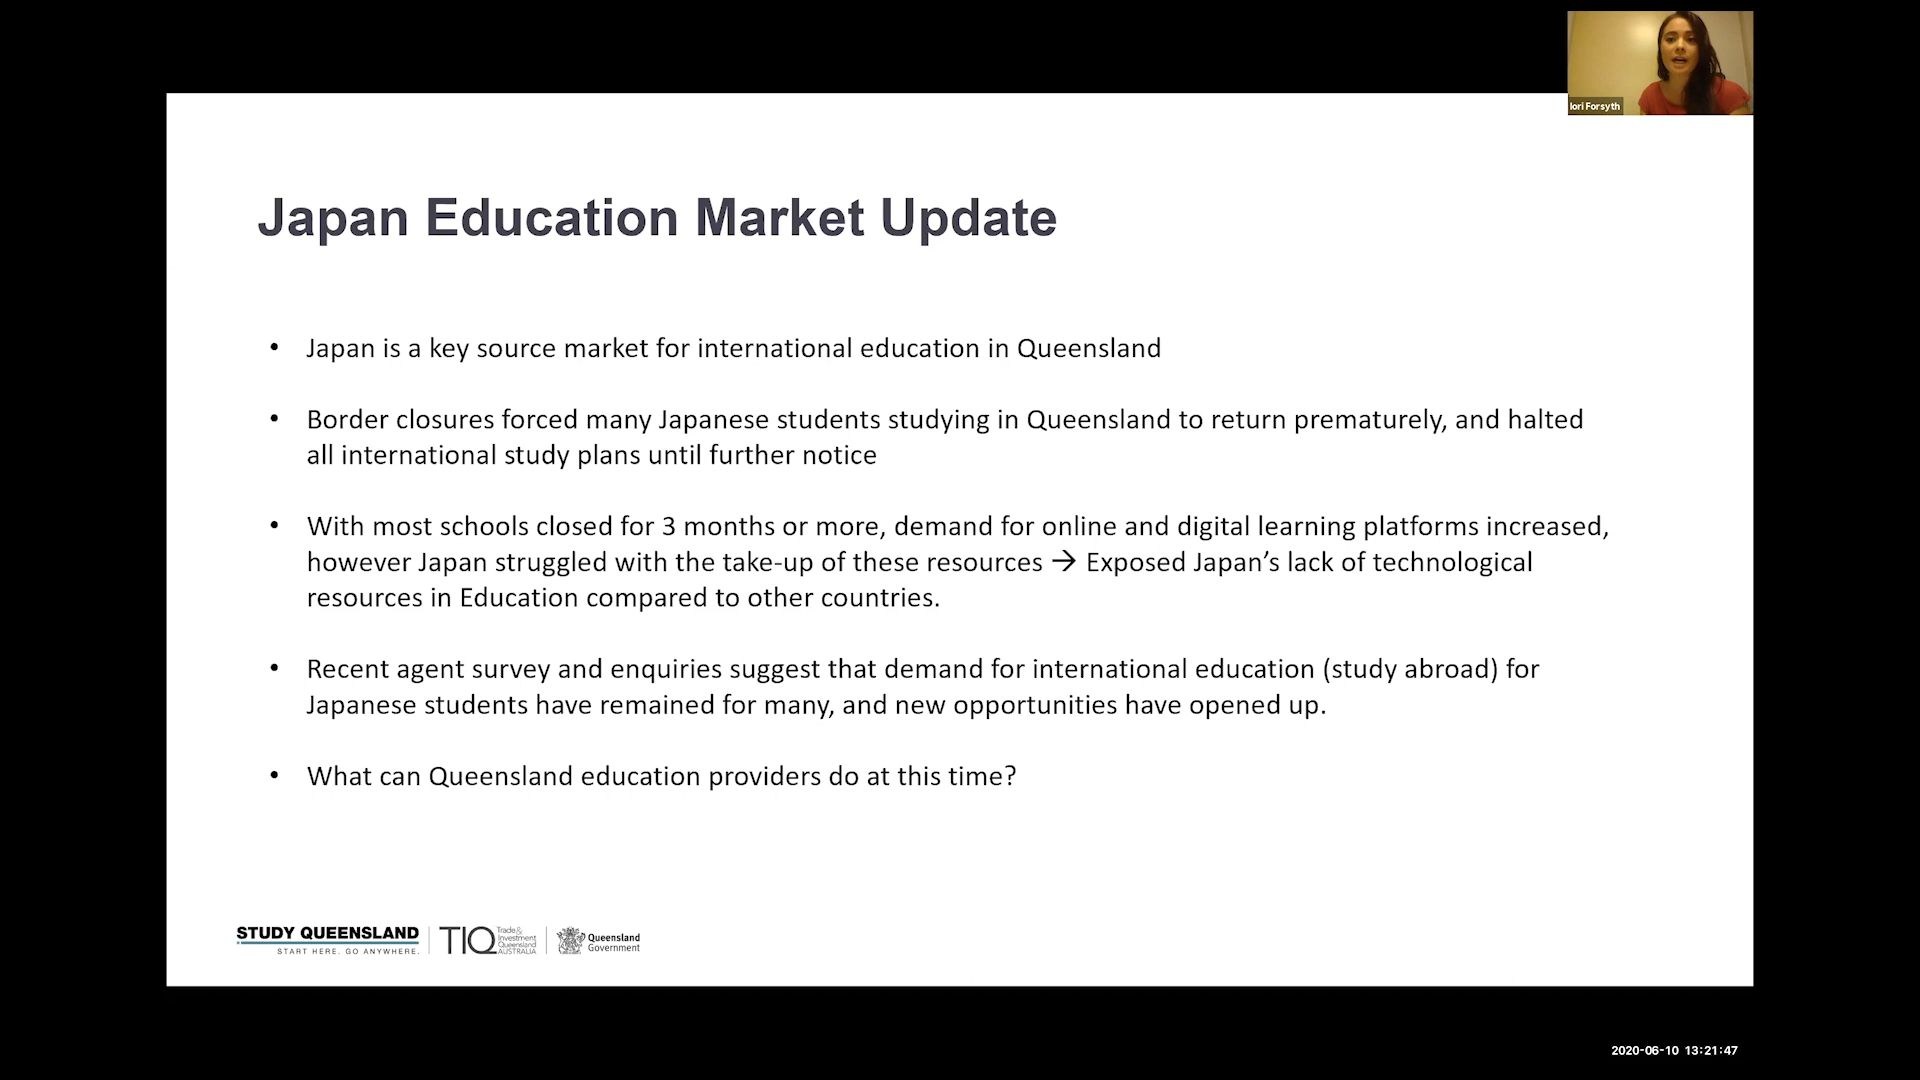 Iori Forsyth
Japan Education Market Update
• Japan is a key source market for international education in Queensland
• Border closures forced many Japanese students studying in Queensland to return prematurely, and halted
all international study plans until further notice
• With most schools closed for 3 months or more, demand for online and digital learning platforms increased,
however Japan struggled with the take-up of these resources → Exposed Japan’s lack of technological
resources in Education compared to other countries.
• Recent agent survey and enquiries suggest that demand for international education (study abroad) for
Japanese students have remained for many, and new opportunities have opened up.
• What can Queensland education providers do at this time?
STUDY QUEENSLAND
START HERE. GO ANYWHERE.
TIQ
Trade &
Investment
Queensland
AUSTRALIA
Queensland
Government
2020-06-10 13:21:47